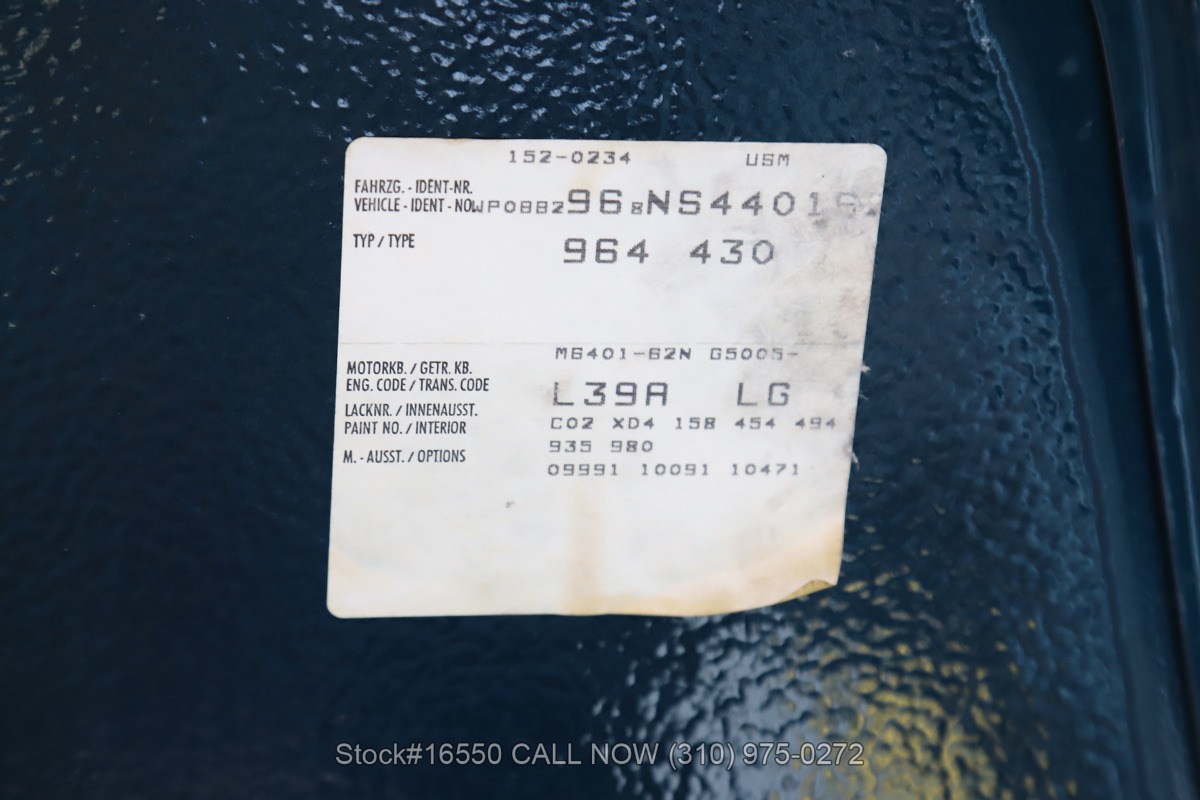 152-0234 USM
FAHRZG. - IDENT-NR.
VEHICLE - IDENT - NO. WP0BB296 8NS4401
TYP / TYPE 964 430
M6401-62N G5005-
MOTORKB. / GETR. KB.
ENG. CODE / TRANS. CODE
L39A LG
LACKNR. / INNENAUSST.
PAINT NO. / INTERIOR
C02 XD4 158 454 494
935 980
M. - AUSST. / OPTIONS
09991 10091 10471
Stock#16550 CALL NOW (310) 975-0272